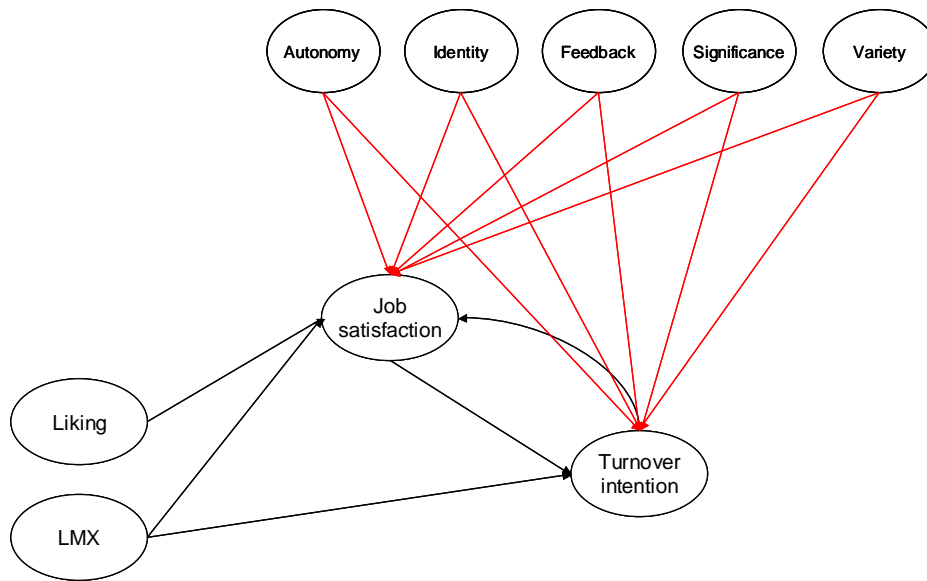 Autonomy
Identity
Feedback
Significance
Variety
Job
satisfaction
Liking
Turnover
intention
LMX